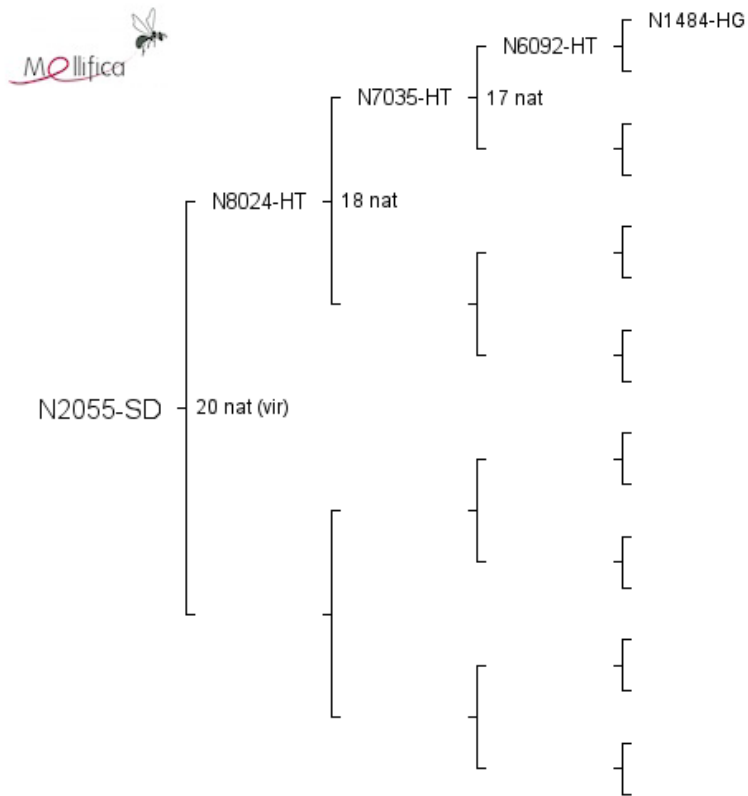 Mellifica
N1484-HG
N6092-HT
N7035-HT
17 nat
N8024-HT
18 nat
N2055-SD
20 nat (vir)